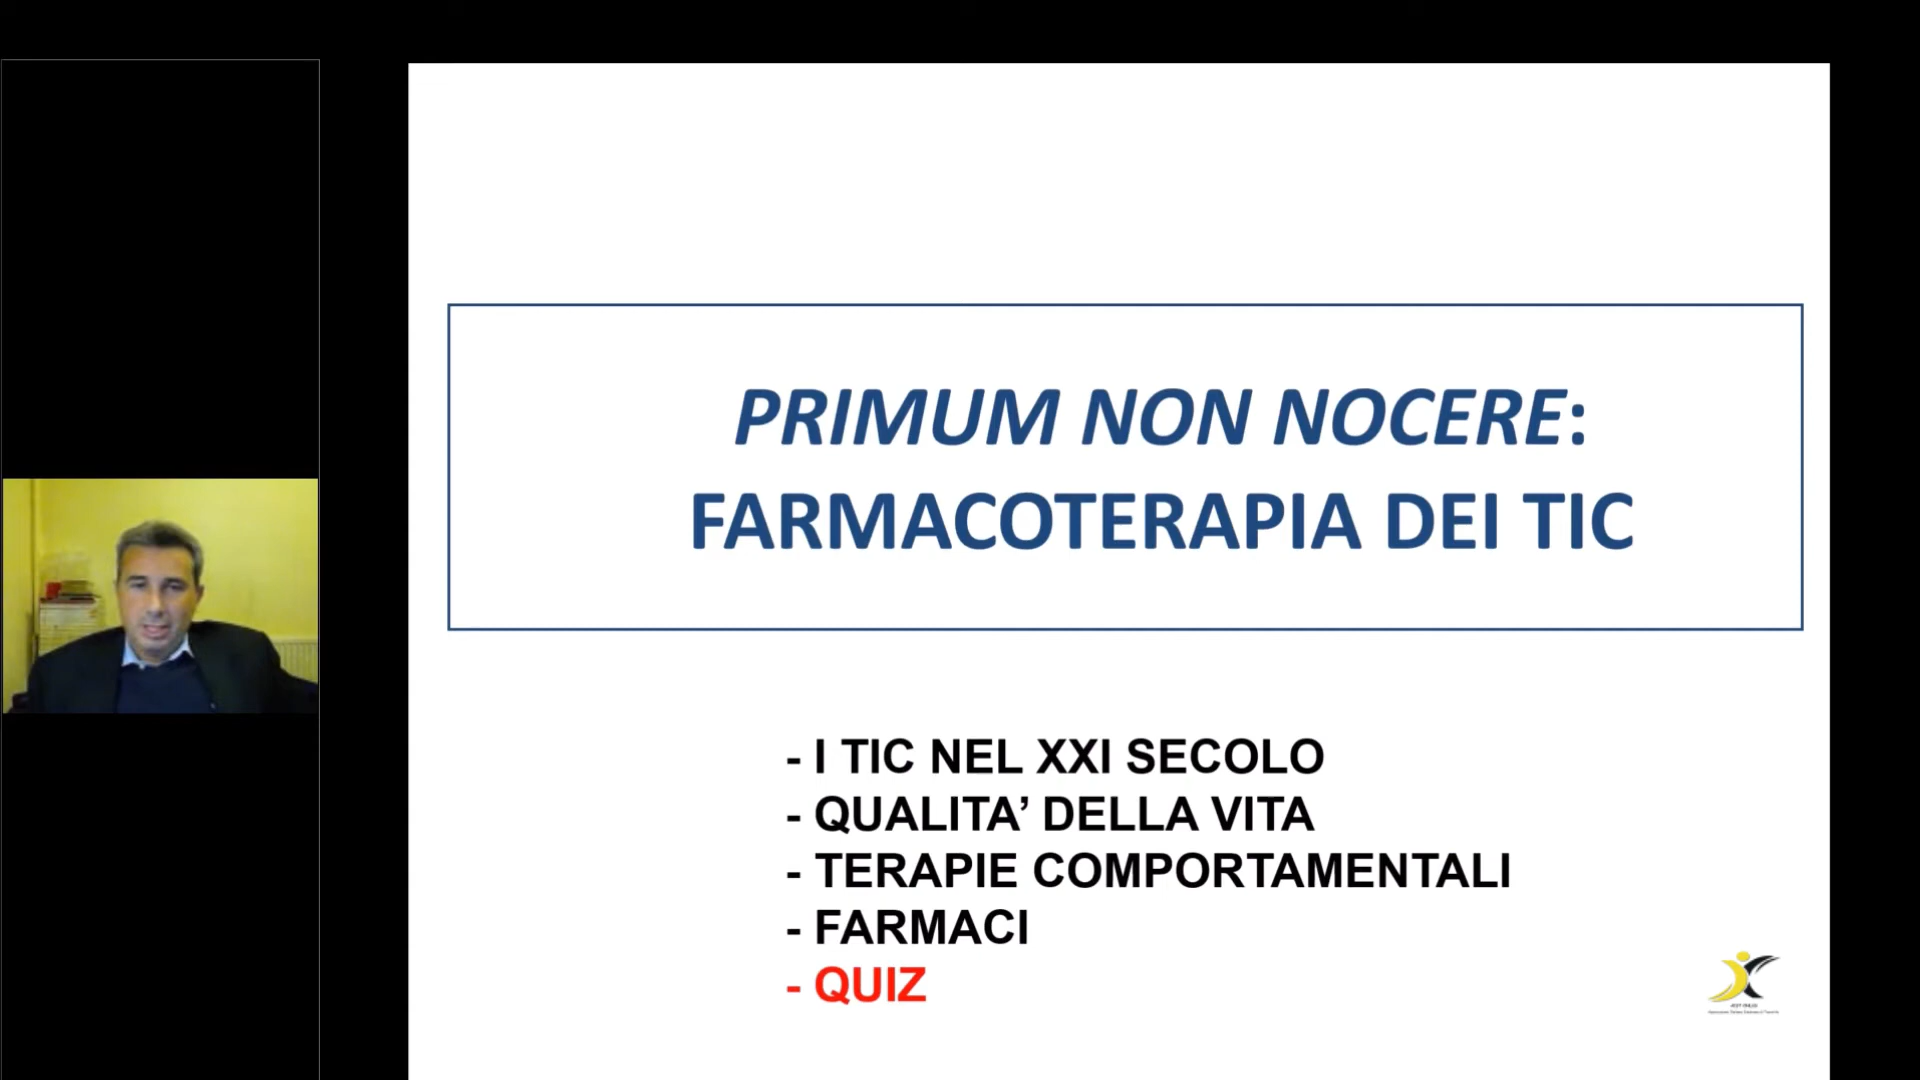 PRIMUM NON NOCERE:
FARMACOTERAPIA DEI TIC
- I TIC NEL XXI SECOLO
- QUALITA’ DELLA VITA
- TERAPIE COMPORTAMENTALI
- FARMACI
- QUIZ